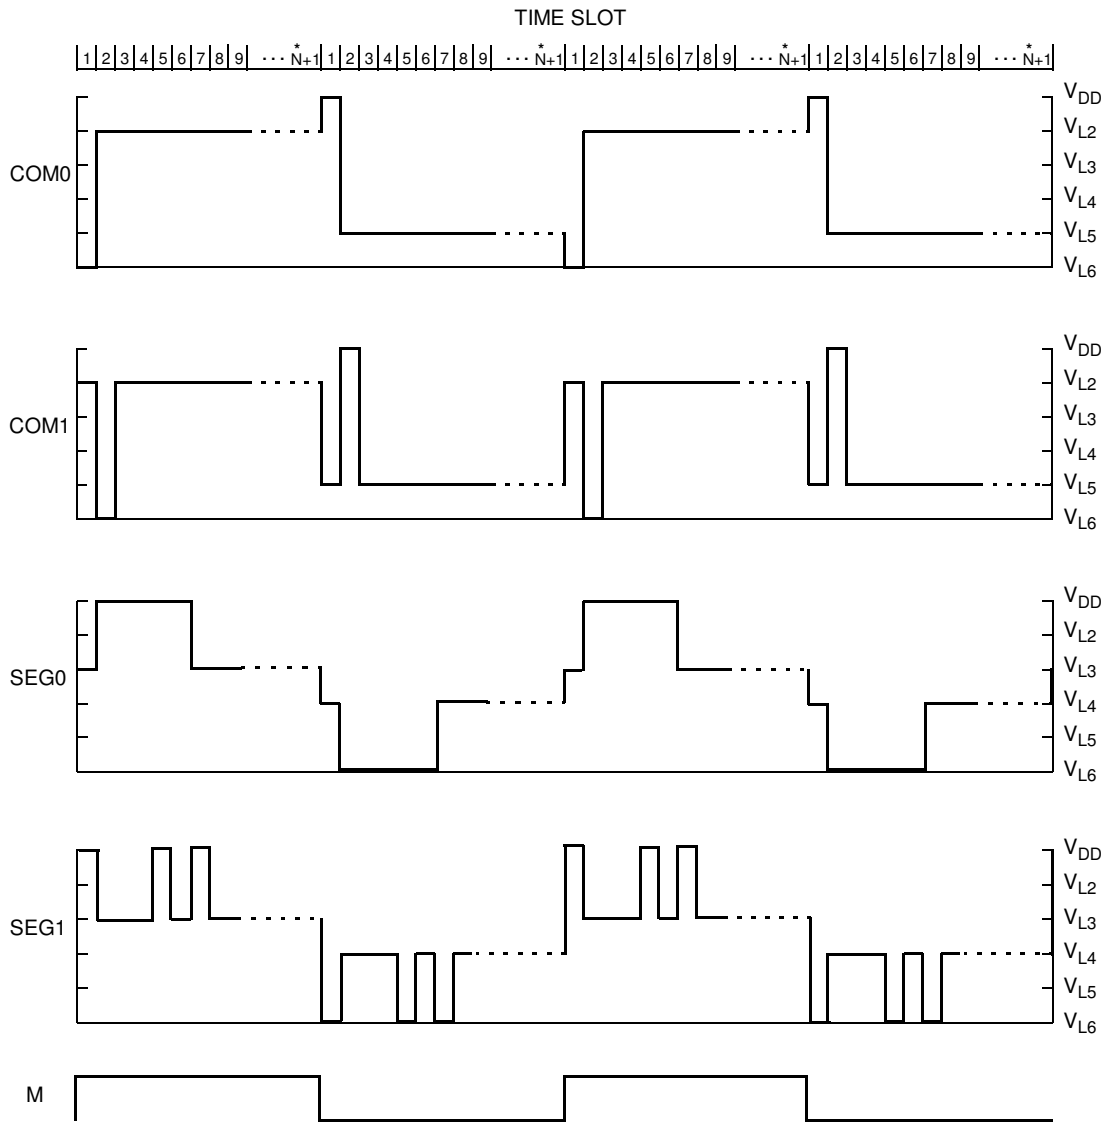 TIME SLOT
1 2 3 4 5 6 7 8 9 ··· *N+1 1 2 3 4 5 6 7 8 9 ··· *N+1 1 2 3 4 5 6 7 8 9 ··· *N+1 1 2 3 4 5 6 7 8 9 ··· *N+1
COM0
VDD
VL2
VL3
VL4
VL5
VL6
COM1
VDD
VL2
VL3
VL4
VL5
VL6
SEG0
VDD
VL2
VL3
VL4
VL5
VL6
SEG1
VDD
VL2
VL3
VL4
VL5
VL6
M